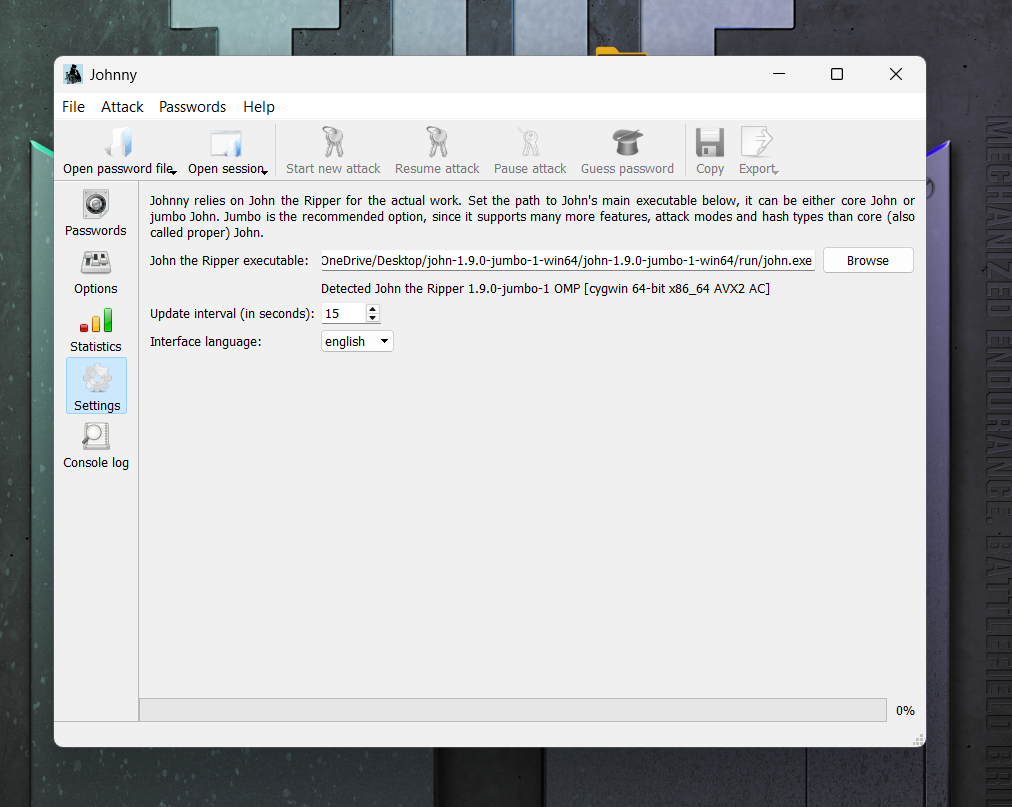 Johnny
File Attack Passwords Help
Open password file Open session Start new attack Resume attack Pause attack Guess password Copy Export
Passwords
Options
Statistics
Settings
Console log
Johnny relies on John the Ripper for the actual work. Set the path to John's main executable below, it can be either core John or
jumbo John. Jumbo is the recommended option, since it supports many more features, attack modes and hash types than core (also
called proper) John.
John the Ripper executable: OneDrive/Desktop/john-1.9.0-jumbo-1-win64/john-1.9.0-jumbo-1-win64/run/john.exe Browse
Detected John the Ripper 1.9.0-jumbo-1 OMP [cygwin 64-bit x86_64 AVX2 AC]
Update interval (in seconds): 15
Interface language: english
0%
MECHANIZED ENDURANCE. BATTLEFIELD